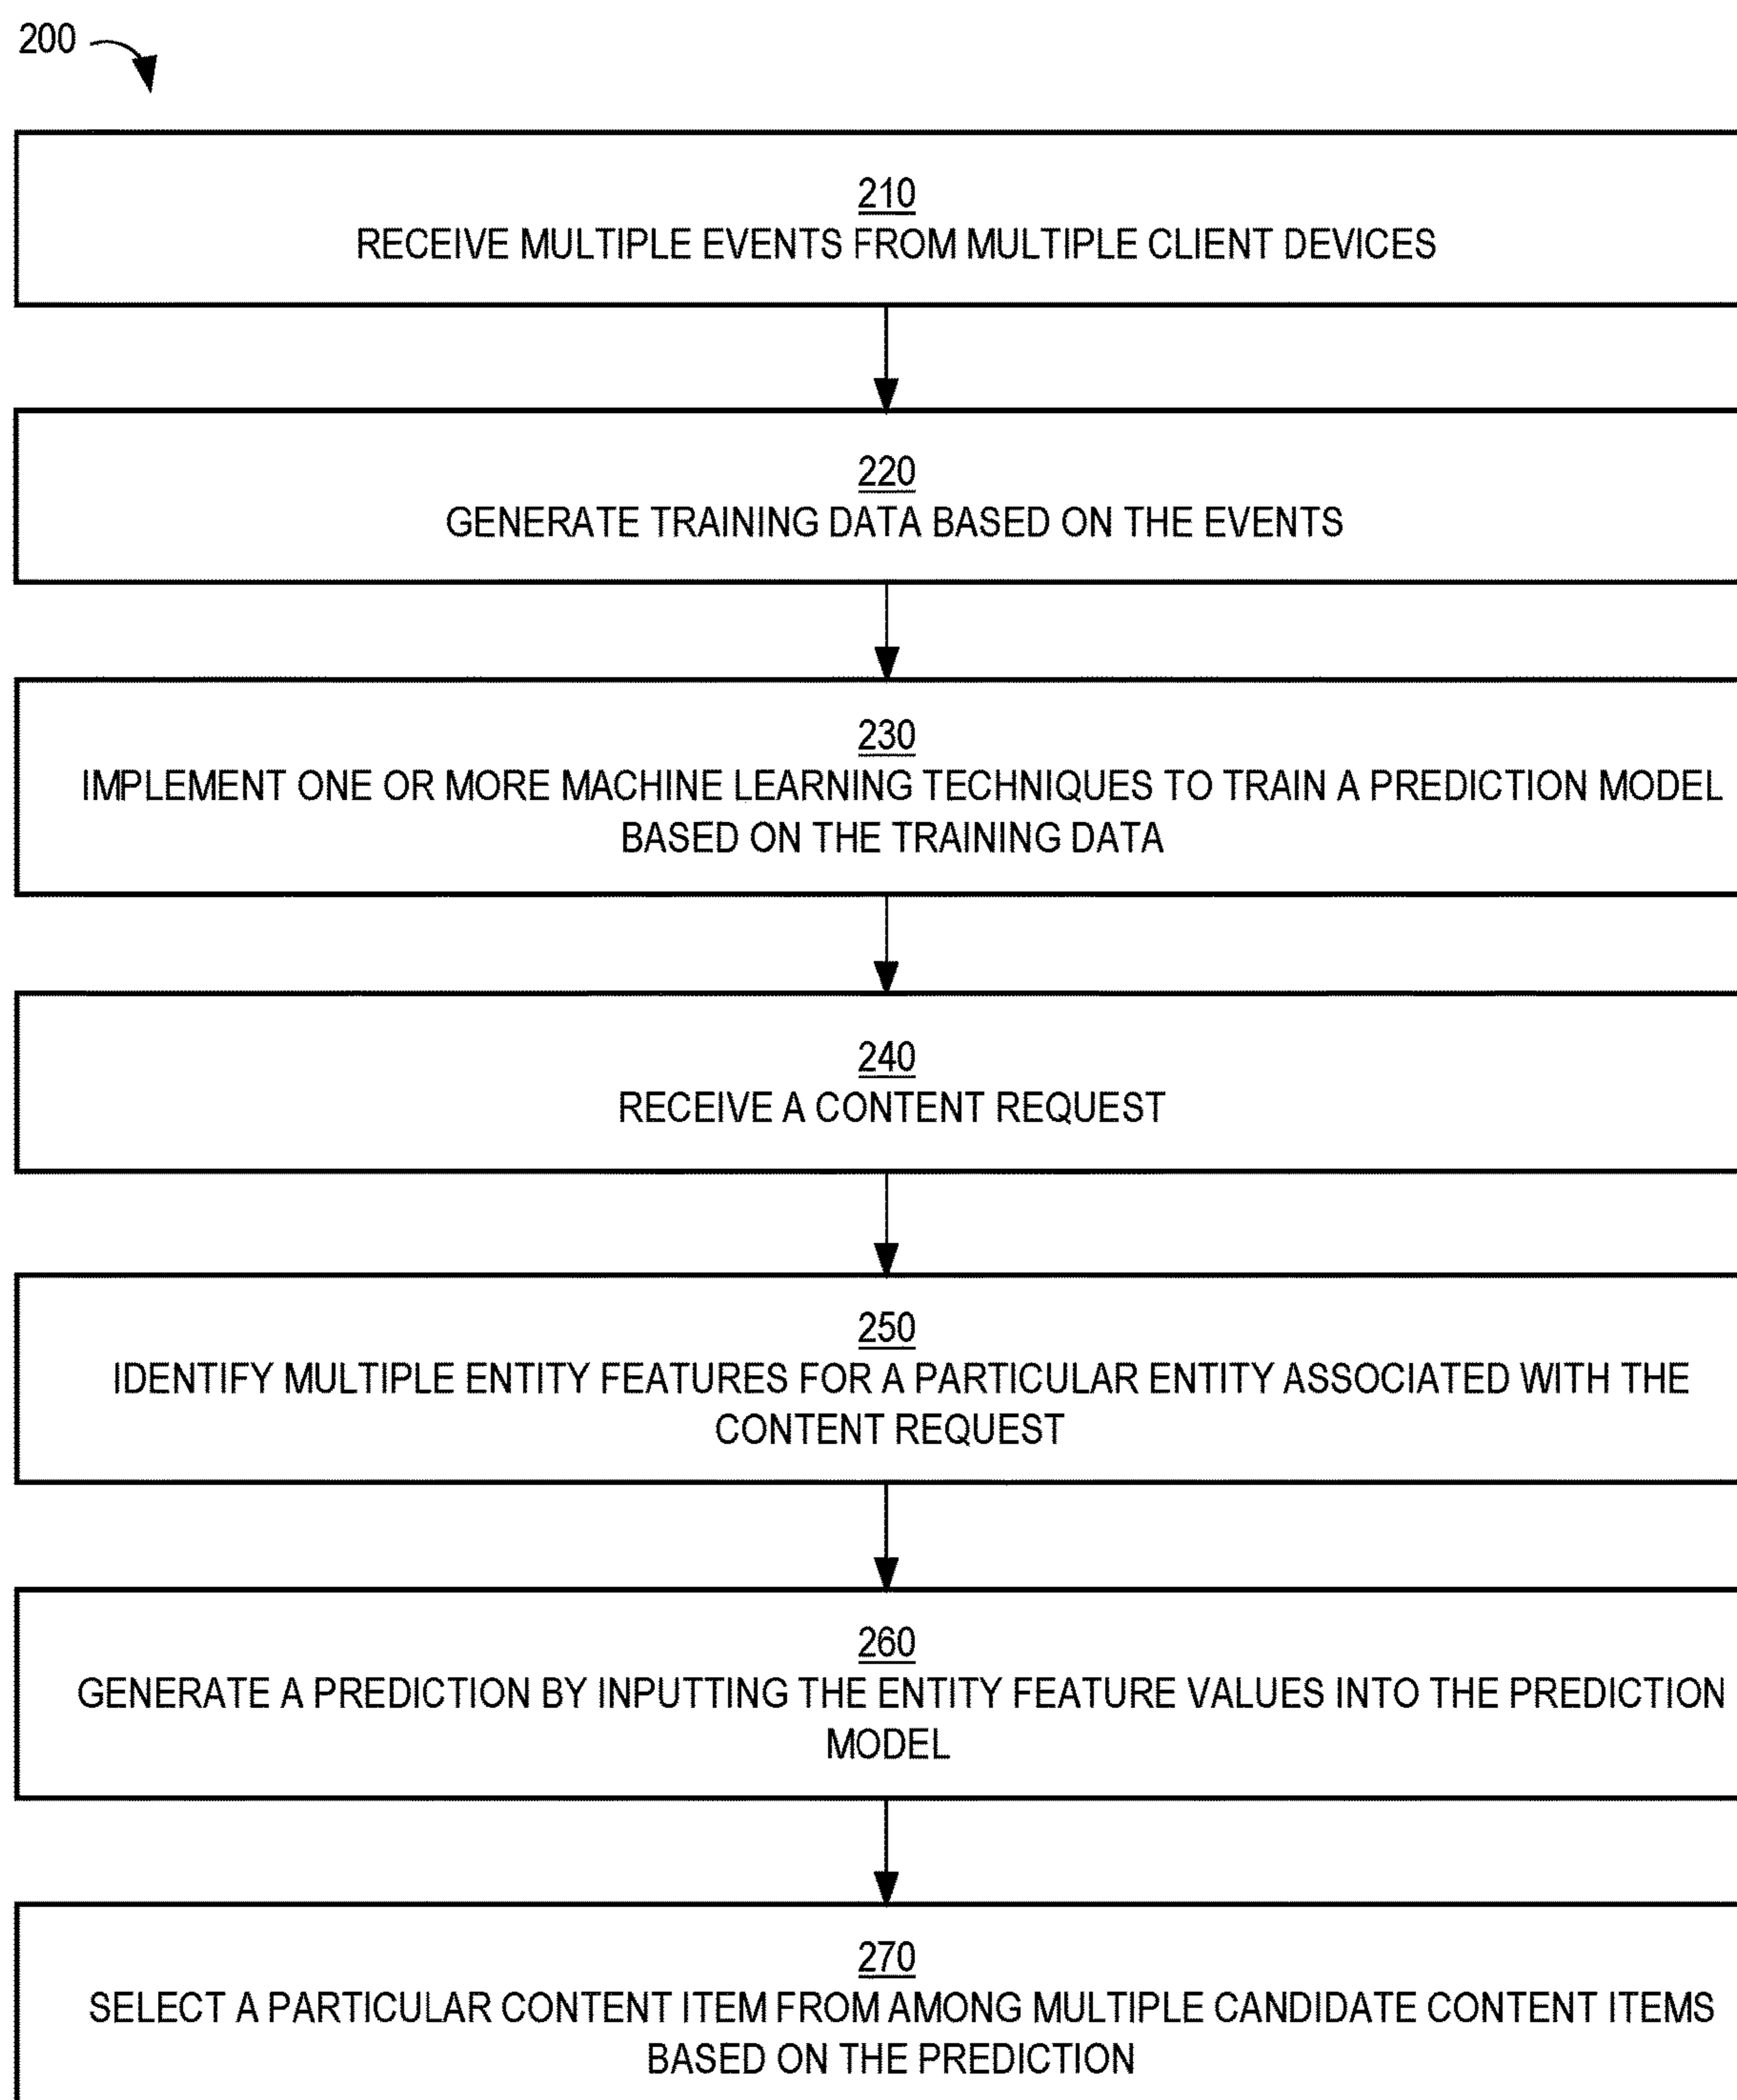 200
210
RECEIVE MULTIPLE EVENTS FROM MULTIPLE CLIENT DEVICES
220
GENERATE TRAINING DATA BASED ON THE EVENTS
230
IMPLEMENT ONE OR MORE MACHINE LEARNING TECHNIQUES TO TRAIN A PREDICTION MODEL
BASED ON THE TRAINING DATA
240
RECEIVE A CONTENT REQUEST
250
IDENTIFY MULTIPLE ENTITY FEATURES FOR A PARTICULAR ENTITY ASSOCIATED WITH THE
CONTENT REQUEST
260
GENERATE A PREDICTION BY INPUTTING THE ENTITY FEATURE VALUES INTO THE PREDICTION
MODEL
270
SELECT A PARTICULAR CONTENT ITEM FROM AMONG MULTIPLE CANDIDATE CONTENT ITEMS
BASED ON THE PREDICTION